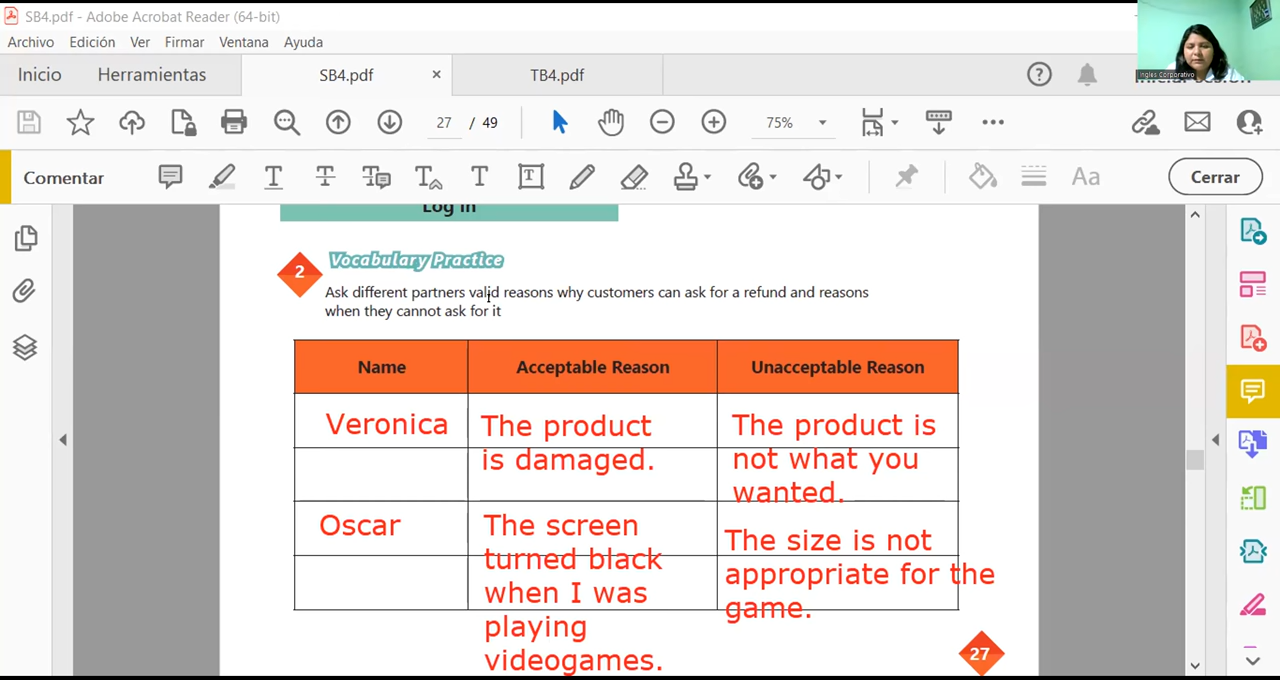 SB4.pdf - Adobe Acrobat Reader (64-bit)
Archivo Edición Ver Firmar Ventana Ayuda
Ingles Corporativo
Inicio Herramientas SB4.pdf × TB4.pdf
27 / 49 75%
Comentar Cerrar
Log in
2 Vocabulary Practice
Ask different partners valid reasons why customers can ask for a refund and reasons
when they cannot ask for it
Name Acceptable Reason Unacceptable Reason
Veronica The product The product is
is damaged. not what you
wanted.
Oscar The screen The size is not
turned black appropriate for the
when I was game.
playing
videogames.
27